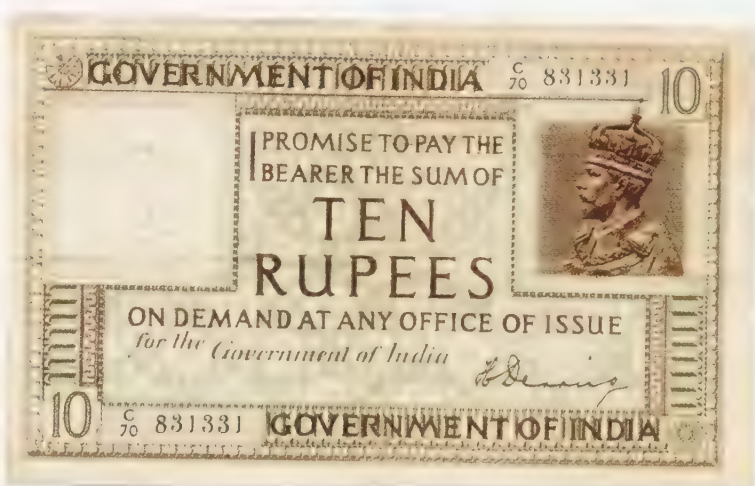 GOVERNMENT OF INDIA C/70 831331 10
I PROMISE TO PAY THE
BEARER THE SUM OF
TEN
RUPEES
ON DEMAND AT ANY OFFICE OF ISSUE
for the Government of India
H Denning
10 C/70 831331 GOVERNMENT OF INDIA